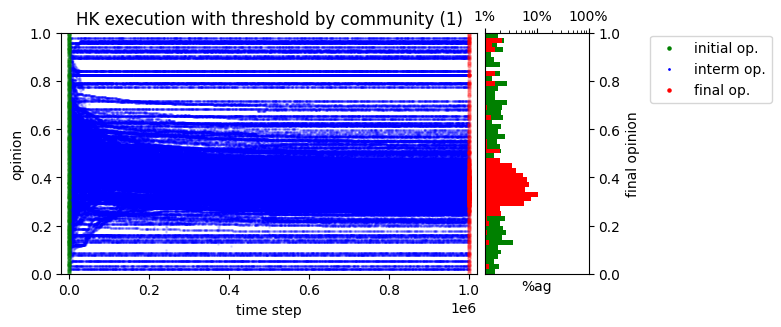 HK execution with threshold by community (1)
1% 10% 100%
initial op.
interm op.
final op.
1.0 0.8 0.6 0.4 0.2 0.0
opinion
1.0 0.8 0.6 0.4 0.2 0.0
final opinion
0.0 0.2 0.4 0.6 0.8 1.0
1e6
time step
%ag